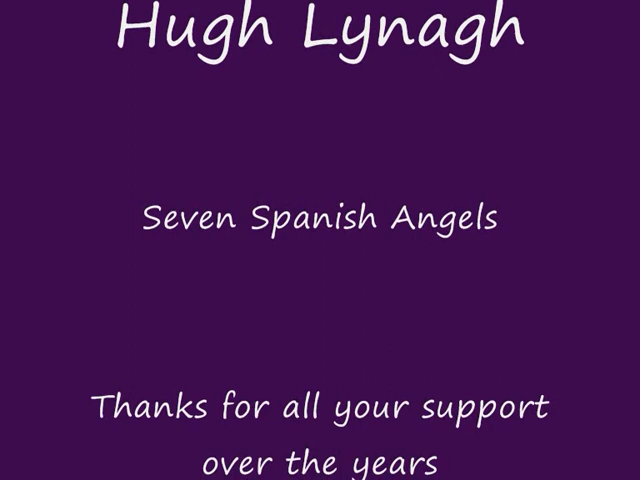 Hugh Lynagh
Seven Spanish Angels
Thanks for all your support
over the years